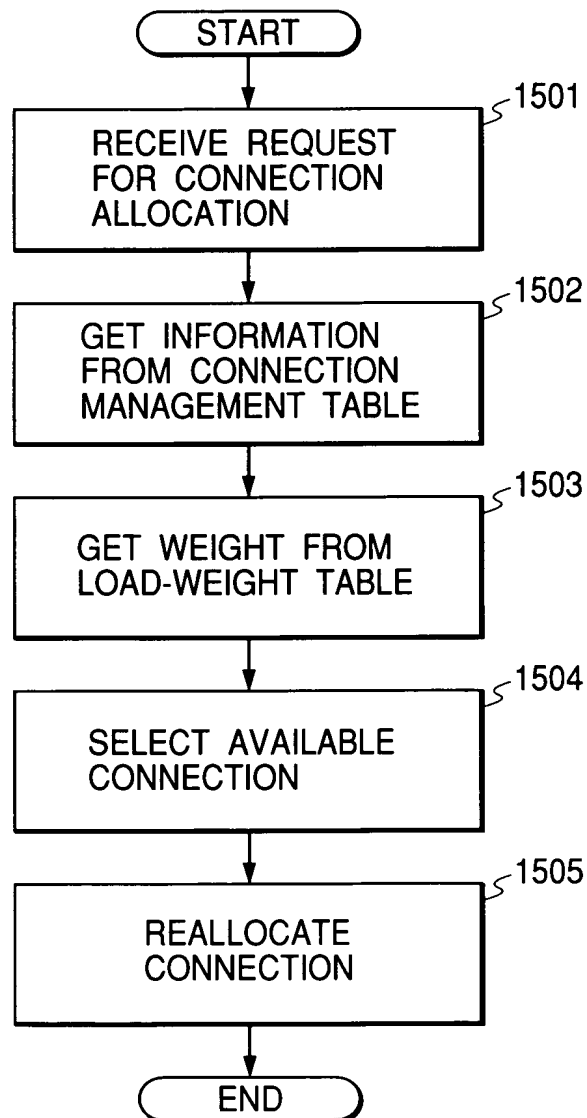 START
1501
RECEIVE REQUEST
FOR CONNECTION
ALLOCATION
1502
GET INFORMATION
FROM CONNECTION
MANAGEMENT TABLE
1503
GET WEIGHT FROM
LOAD-WEIGHT TABLE
1504
SELECT AVAILABLE
CONNECTION
1505
REALLOCATE
CONNECTION
END